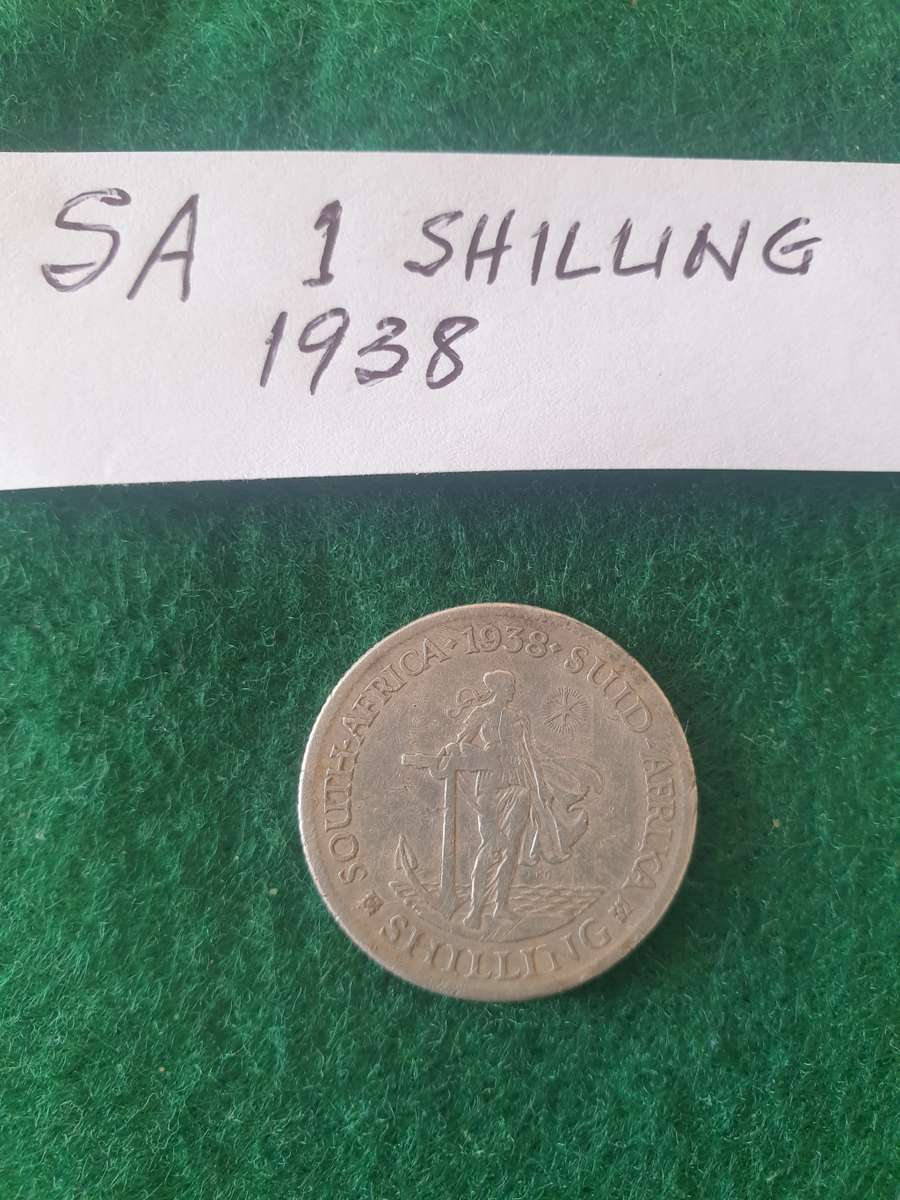 SA 1 SHILLING
1938
SOUTH·AFRICA·1938·SUID-AFRIKA
SHILLING